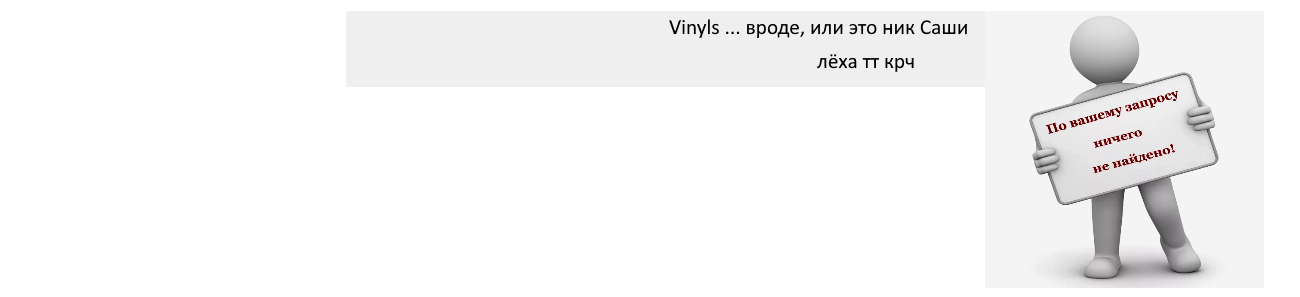 Vinyls ... вроде, или это ник Саши
лёха тт крч
По вашему запросу
ничего
не найдено!